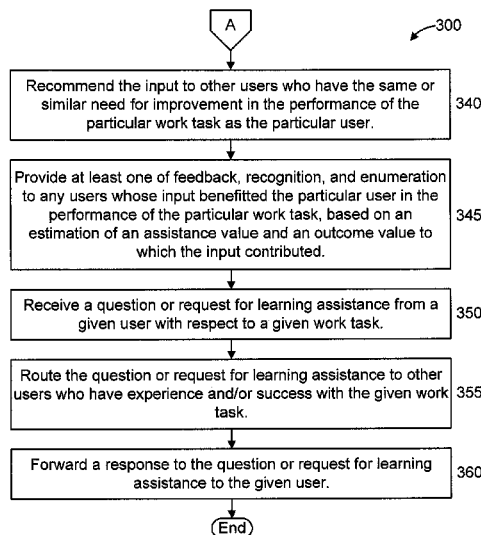 A
300
Recommend the input to other users who have the same or
similar need for improvement in the performance of the
particular work task as the particular user.
340
Provide at least one of feedback, recognition, and enumeration
to any users whose input benefitted the particular user in the
performance of the particular work task, based on an
estimation of an assistance value and an outcome value to
which the input contributed.
345
Receive a question or request for learning assistance from a
given user with respect to a given work task.
350
Route the question or request for learning assistance to other
users who have experience and/or success with the given work
task.
355
Forward a response to the question or request for learning
assistance to the given user.
360
End